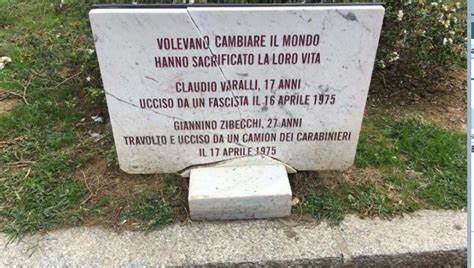 VOLEVANO CAMBIARE IL MONDO
HANNO SACRIFICATO LA LORO VITA
CLAUDIO VARALLI, 17 ANNI
UCCISO DA UN FASCISTA IL 16 APRILE 1975
GIANNINO ZIBECCHI, 27 ANNI
TRAVOLTO E UCCISO DA UN CAMION DEI CARABINIERI
IL 17 APRILE 1975